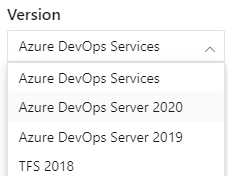 Version
Azure DevOps Services
Azure DevOps Services
Azure DevOps Server 2020
Azure DevOps Server 2019
TFS 2018